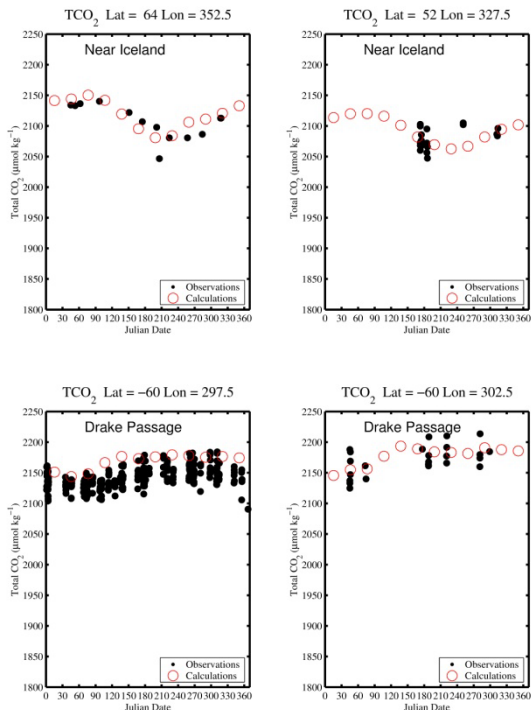 TCO2 Lat = 64 Lon = 352.5
2250
2200
2150
2100
2050
2000
1950
1900
1850
1800
Total CO2 (μmol kg−1)
Near Iceland
Observations
Calculations
0 30 60 90 120 150 180 210 240 270 300 330 360
Julian Date
TCO2 Lat = 52 Lon = 327.5
2250
2200
2150
2100
2050
2000
1950
1900
1850
1800
Total CO2 (μmol kg−1)
Near Iceland
Observations
Calculations
0 30 60 90 120 150 180 210 240 270 300 330 360
Julian Date
TCO2 Lat = −60 Lon = 297.5
2250
2200
2150
2100
2050
2000
1950
1900
1850
1800
Total CO2 (μmol kg−1)
Drake Passage
Observations
Calculations
0 30 60 90 120 150 180 210 240 270 300 330 360
Julian Date
TCO2 Lat = −60 Lon = 302.5
2250
2200
2150
2100
2050
2000
1950
1900
1850
1800
Total CO2 (μmol kg−1)
Drake Passage
Observations
Calculations
0 30 60 90 120 150 180 210 240 270 300 330 360
Julian Date